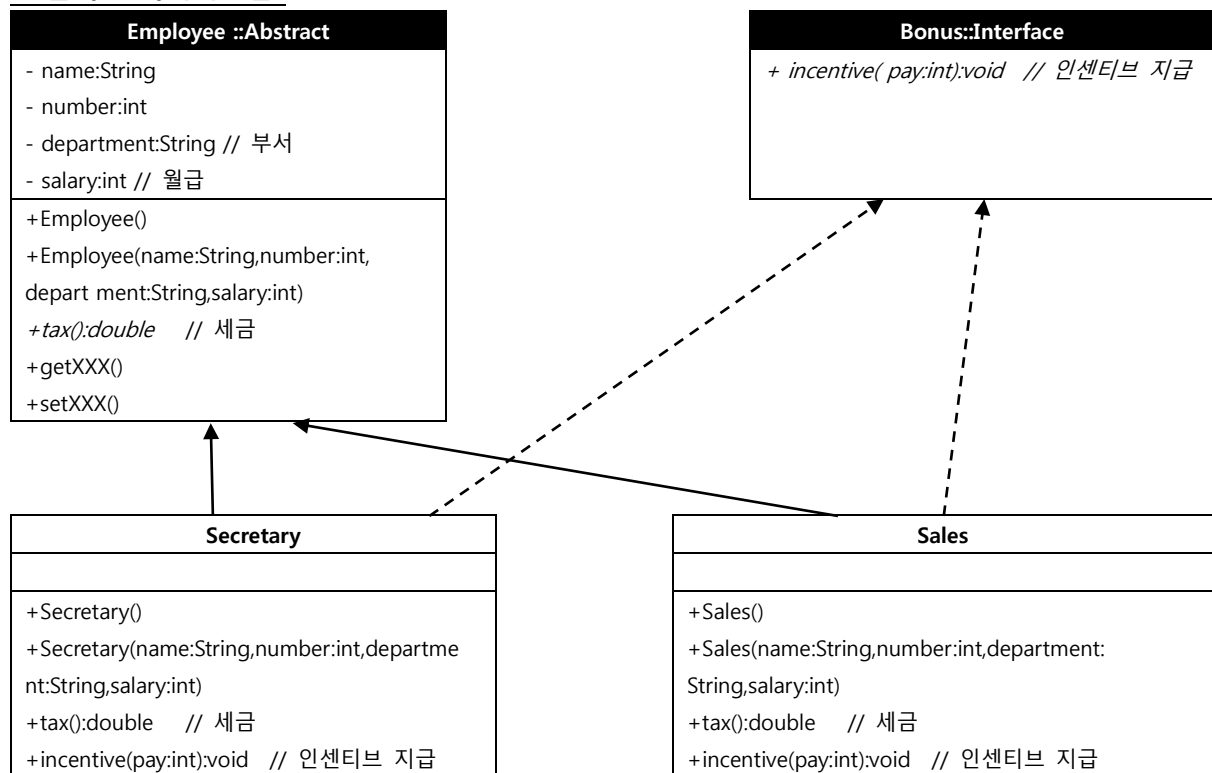 Employee ::Abstract
- name:String
- number:int
- department:String // 부서
- salary:int // 월급
+Employee()
+Employee(name:String,number:int,
depart ment:String,salary:int)
+tax():double // 세금
+getXXX()
+setXXX()
Bonus::Interface
+ incentive( pay:int):void // 인센티브 지급
Secretary
+Secretary()
+Secretary(name:String,number:int,departme
nt:String,salary:int)
+tax():double // 세금
+incentive(pay:int):void // 인센티브 지급
Sales
+Sales()
+Sales(name:String,number:int,department:
String,salary:int)
+tax():double // 세금
+incentive(pay:int):void // 인센티브 지급